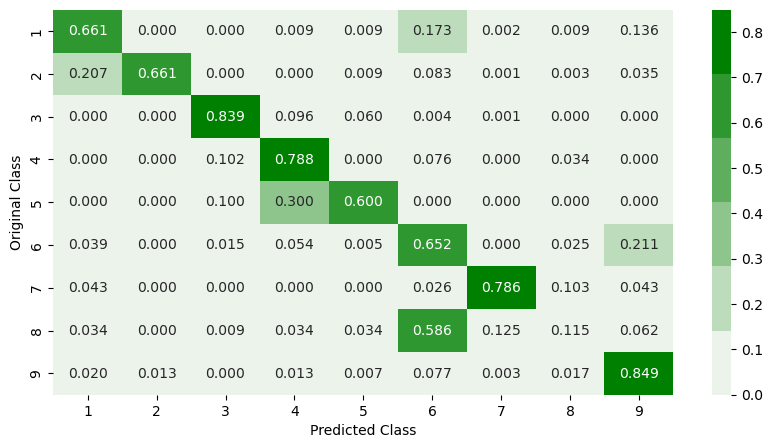 1 0.661 0.000 0.000 0.009 0.009 0.173 0.002 0.009 0.136
2 0.207 0.661 0.000 0.000 0.009 0.083 0.001 0.003 0.035
3 0.000 0.000 0.839 0.096 0.060 0.004 0.001 0.000 0.000
4 0.000 0.000 0.102 0.788 0.000 0.076 0.000 0.034 0.000
5 0.000 0.000 0.100 0.300 0.600 0.000 0.000 0.000 0.000
6 0.039 0.000 0.015 0.054 0.005 0.652 0.000 0.025 0.211
7 0.043 0.000 0.000 0.000 0.000 0.026 0.786 0.103 0.043
8 0.034 0.000 0.009 0.034 0.034 0.586 0.125 0.115 0.062
9 0.020 0.013 0.000 0.013 0.007 0.077 0.003 0.017 0.849
1 2 3 4 5 6 7 8 9
Predicted Class
Original Class
0.8
0.7
0.6
0.5
0.4
0.3
0.2
0.1
0.0